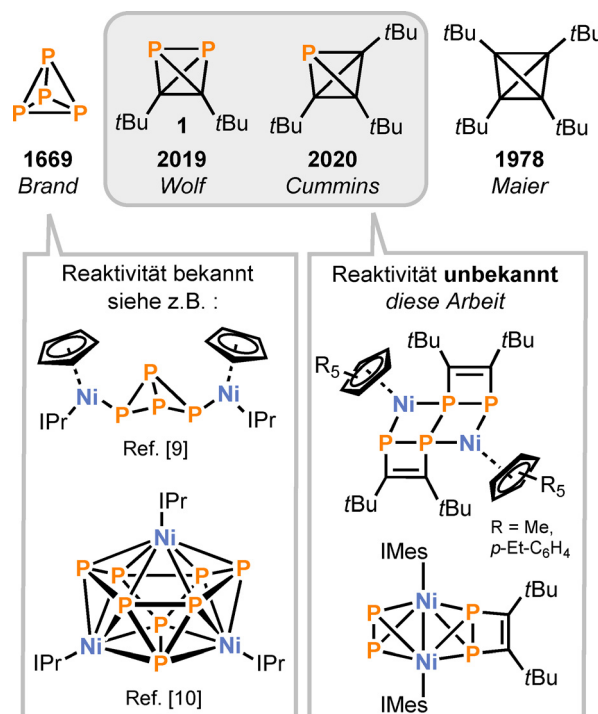 P
P
P
P
1669
Brand
P
P
tBu
1
tBu
2019
Wolf
P
tBu
tBu
tBu
2020
Cummins
tBu
tBu
tBu
tBu
1978
Maier
Reaktivität bekannt
siehe z.B. :
Ni
IPr
P
P
P
P
Ni
IPr
Ref. [9]
IPr
Ni
P
P
P
P
P
P
P
P
IPr
Ni
Ni
IPr
Ref. [10]
Reaktivität unbekannt
diese Arbeit
tBu
tBu
R5
Ni
P
P
P
P
Ni
tBu
tBu
R5
R = Me,
p-Et-C6H4
IMes
Ni
tBu
P
P
P
P
Ni
tBu
IMes